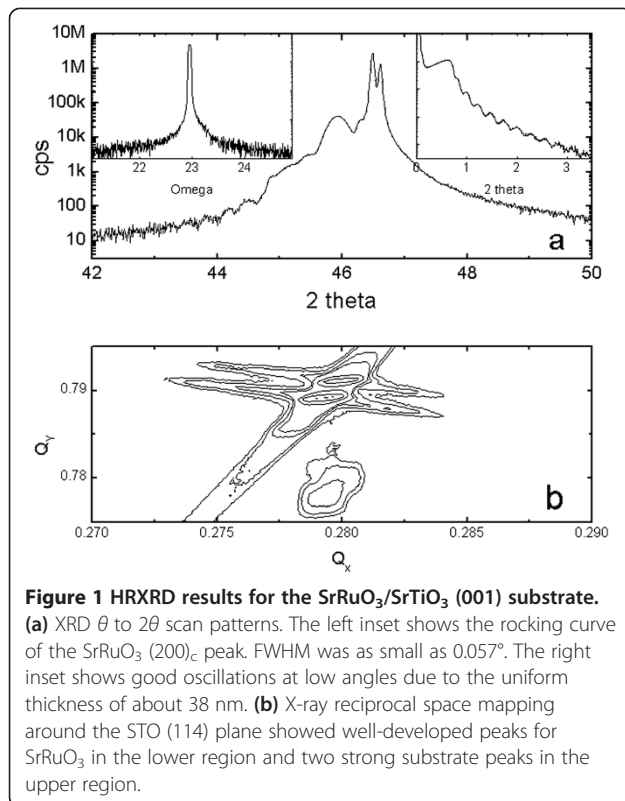 10M
1M
100k
10k
1k
100
10
cps
22 23 24
Omega
0 1 2 3
2 theta
a
42 44 46 48 50
2 theta
0.79
0.78
Q_Y
b
0.270 0.275 0.280 0.285 0.290
Q_X
Figure 1 HRXRD results for the SrRuO₃/SrTiO₃ (001) substrate.
(a) XRD θ to 2θ scan patterns. The left inset shows the rocking curve
of the SrRuO₃ (200)c peak. FWHM was as small as 0.057°. The right
inset shows good oscillations at low angles due to the uniform
thickness of about 38 nm. (b) X-ray reciprocal space mapping
around the STO (114) plane showed well-developed peaks for
SrRuO₃ in the lower region and two strong substrate peaks in the
upper region.